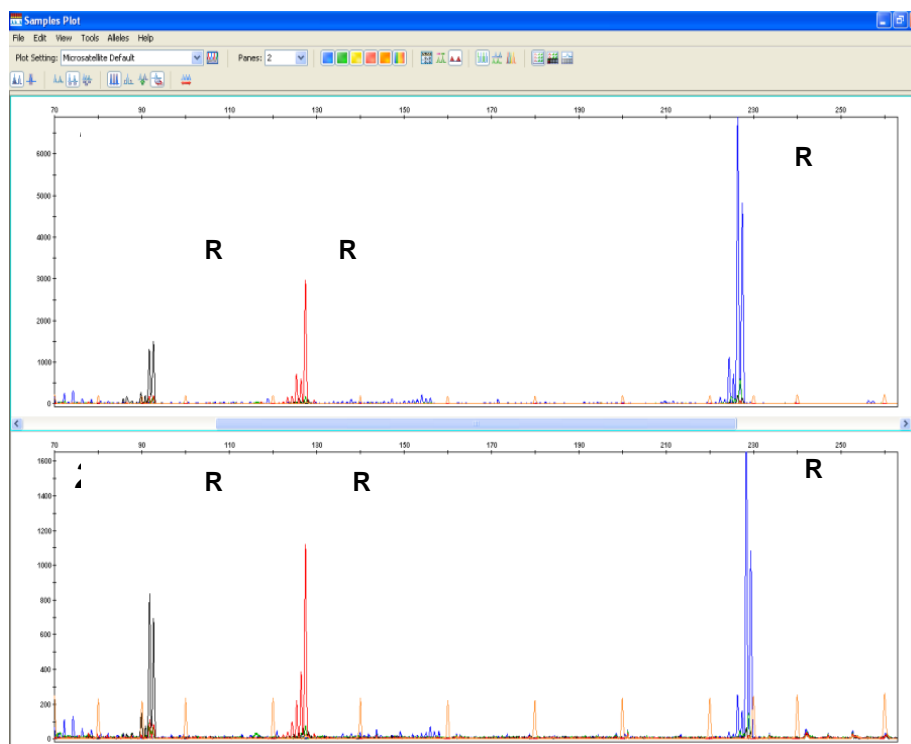 Samples Plot
File Edit View Tools Alleles Help
Plot Setting: Microsatellite Default Panes: 2
70 90 110 130 150 170 190 210 230 250
6000
5000
4000
3000
2000
1000
0
R R R
70 90 110 130 150 170 190 210 230 250
1600
1400
1200
1000
800
600
400
200
0
R R R